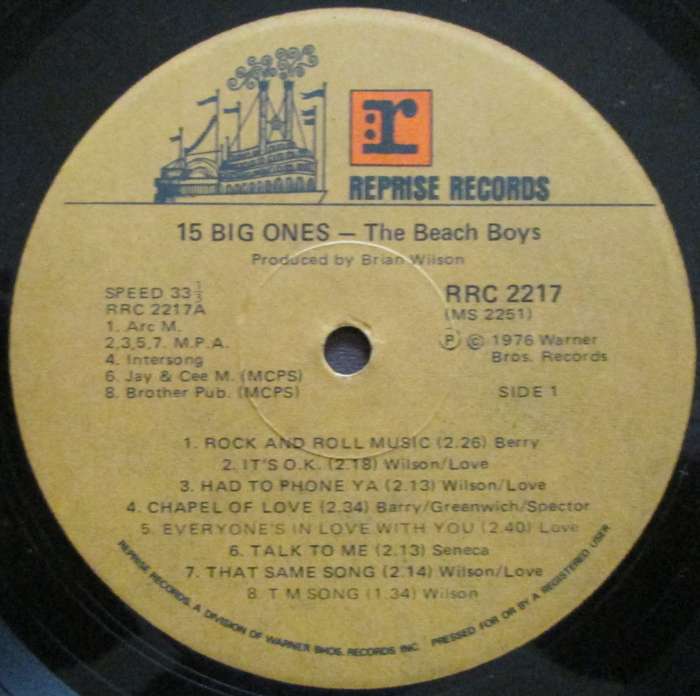 r
REPRISE RECORDS
15 BIG ONES — The Beach Boys
Produced by Brian Wilson
SPEED 33 1/3
RRC 2217A
1. Arc M.
2,3,5,7. M.P.A.
4. Intersong
6. Jay & Cee M. (MCPS)
8. Brother Pub. (MCPS)
RRC 2217
(MS 2251)
Ⓟ © 1976 Warner
Bros. Records
SIDE 1
1. ROCK AND ROLL MUSIC (2.26) Berry
2. IT'S O.K. (2.18) Wilson/Love
3. HAD TO PHONE YA (2.13) Wilson/Love
4. CHAPEL OF LOVE (2.34) Barry/Greenwich/Spector
5. EVERYONE'S IN LOVE WITH YOU (2.40) Love
6. TALK TO ME (2.13) Seneca
7. THAT SAME SONG (2.14) Wilson/Love
8. T M SONG (1.34) Wilson
REPRISE RECORDS, A DIVISION OF WARNER BROS. RECORDS INC. PRESSED FOR OR BY A REGISTERED USER